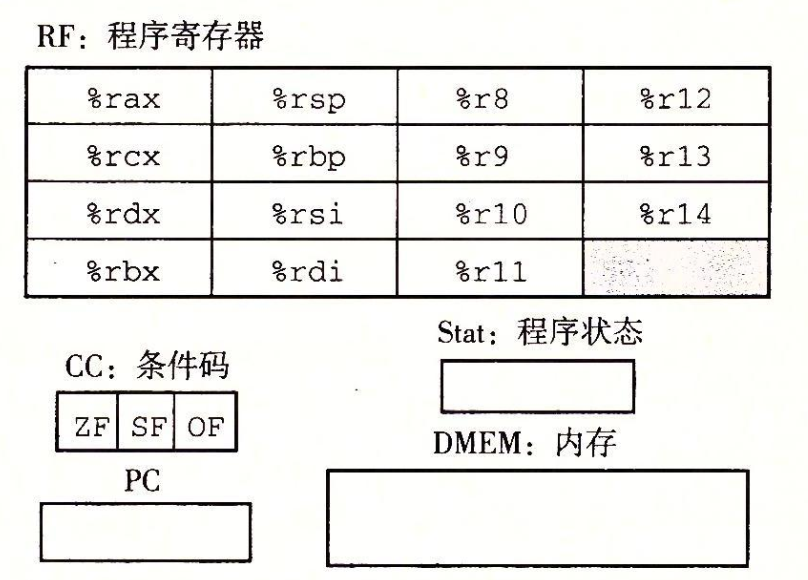 RF：程序寄存器
%rax %rsp %r8 %r12
%rcx %rbp %r9 %r13
%rdx %rsi %r10 %r14
%rbx %rdi %r11
CC：条件码
ZF SF OF
PC
Stat：程序状态
DMEM：内存